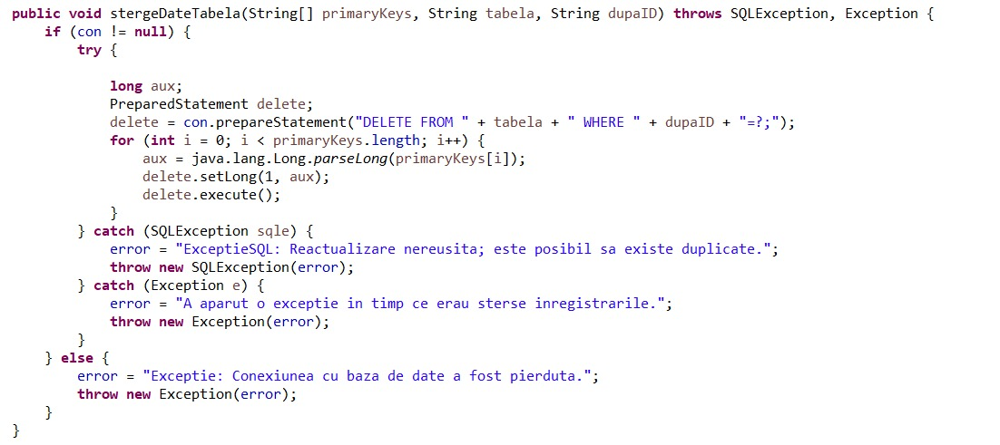 public void stergeDateTabela(String[] primaryKeys, String tabela, String dupaID) throws SQLException, Exception {
    if (con != null) {
        try {

            long aux;
            PreparedStatement delete;
            delete = con.prepareStatement("DELETE FROM " + tabela + " WHERE " + dupaID + "=?;");
            for (int i = 0; i < primaryKeys.length; i++) {
                aux = java.lang.Long.parseLong(primaryKeys[i]);
                delete.setLong(1, aux);
                delete.execute();
            }
        } catch (SQLException sqle) {
            error = "ExceptieSQL: Reactualizare nereusita; este posibil sa existe duplicate.";
            throw new SQLException(error);
        } catch (Exception e) {
            error = "A aparut o exceptie in timp ce erau sterse inregistrarile.";
            throw new Exception(error);
        }
    } else {
        error = "Exceptie: Conexiunea cu baza de date a fost pierduta.";
        throw new Exception(error);
    }
}